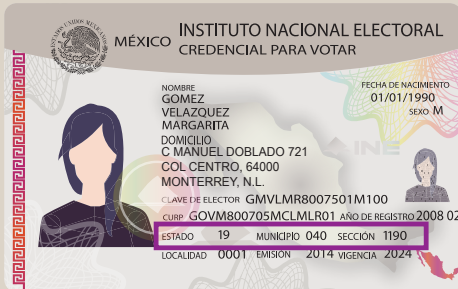 ESTADOS UNIDOS MEXICANOS
MÉXICO INSTITUTO NACIONAL ELECTORAL
CREDENCIAL PARA VOTAR
NOMBRE
GOMEZ
VELAZQUEZ
MARGARITA
FECHA DE NACIMIENTO
01/01/1990
SEXO M
DOMICILIO
C MANUEL DOBLADO 721
COL CENTRO, 64000
MONTERREY, N.L.
INE
CLAVE DE ELECTOR GMVLMR8007501M100
CURP GOVM800705MCLMLR01 AÑO DE REGISTRO 2008 02
ESTADO 19 MUNICIPIO 040 SECCIÓN 1190
LOCALIDAD 0001 EMISIÓN 2014 VIGENCIA 2024